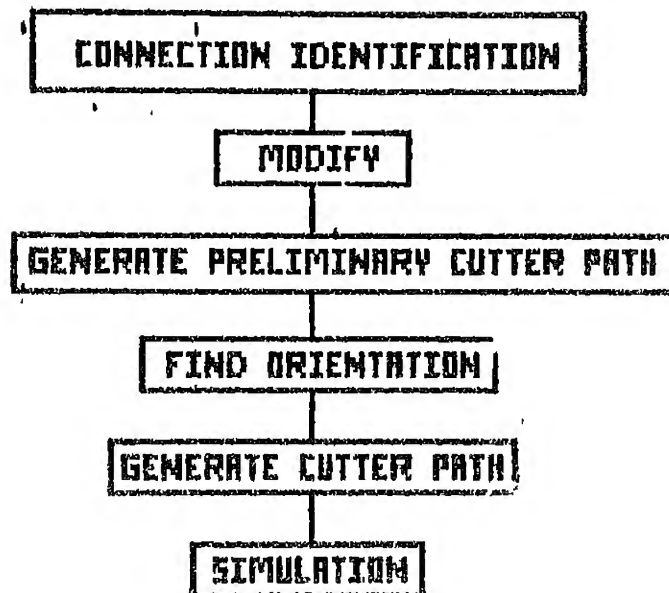 CONNECTION IDENTIFICATION
MODIFY
GENERATE PRELIMINARY CUTTER PATH
FIND ORIENTATION
GENERATE CUTTER PATH
SIMULATION